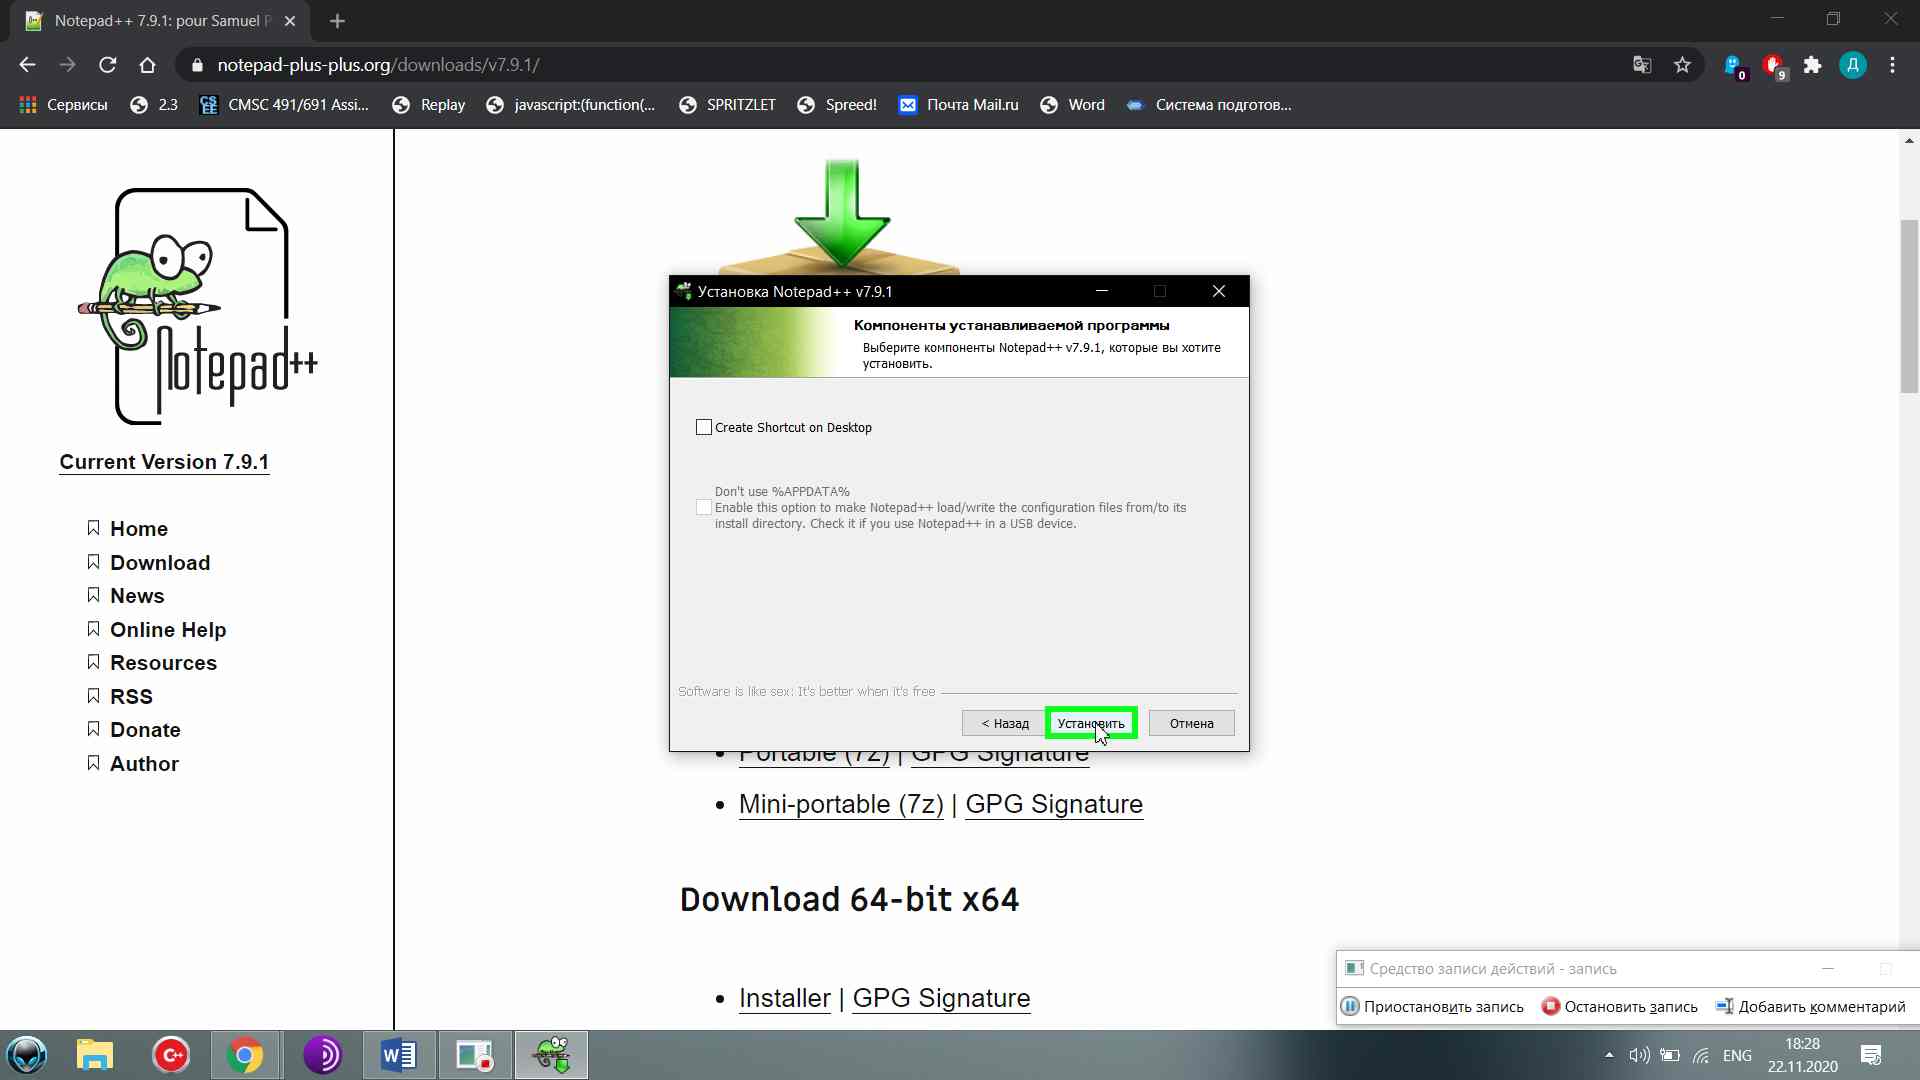 Notepad++ 7.9.1: pour Samuel P
notepad-plus-plus.org/downloads/v7.9.1/
0
9
Д
Сервисы
2.3
CMSC 491/691 Assi...
Replay
javascript:(function(...
SPRITZLET
Spreed!
Почта Mail.ru
Word
Система подготов...
Notepad++
Current Version 7.9.1
Home
Download
News
Online Help
Resources
RSS
Donate
Author
Установка Notepad++ v7.9.1
Компоненты устанавливаемой программы
Выберите компоненты Notepad++ v7.9.1, которые вы хотите
установить.
Create Shortcut on Desktop
Don't use %APPDATA%
Enable this option to make Notepad++ load/write the configuration files from/to its
install directory. Check it if you use Notepad++ in a USB device.
Software is like sex: It's better when it's free
< Назад
Установить
Отмена
Portable (7z) | GPG Signature
Mini-portable (7z) | GPG Signature
Download 64-bit x64
Installer | GPG Signature
Средство записи действий - запись
Приостановить запись
Остановить запись
Добавить комментарий
ENG
18:28
22.11.2020